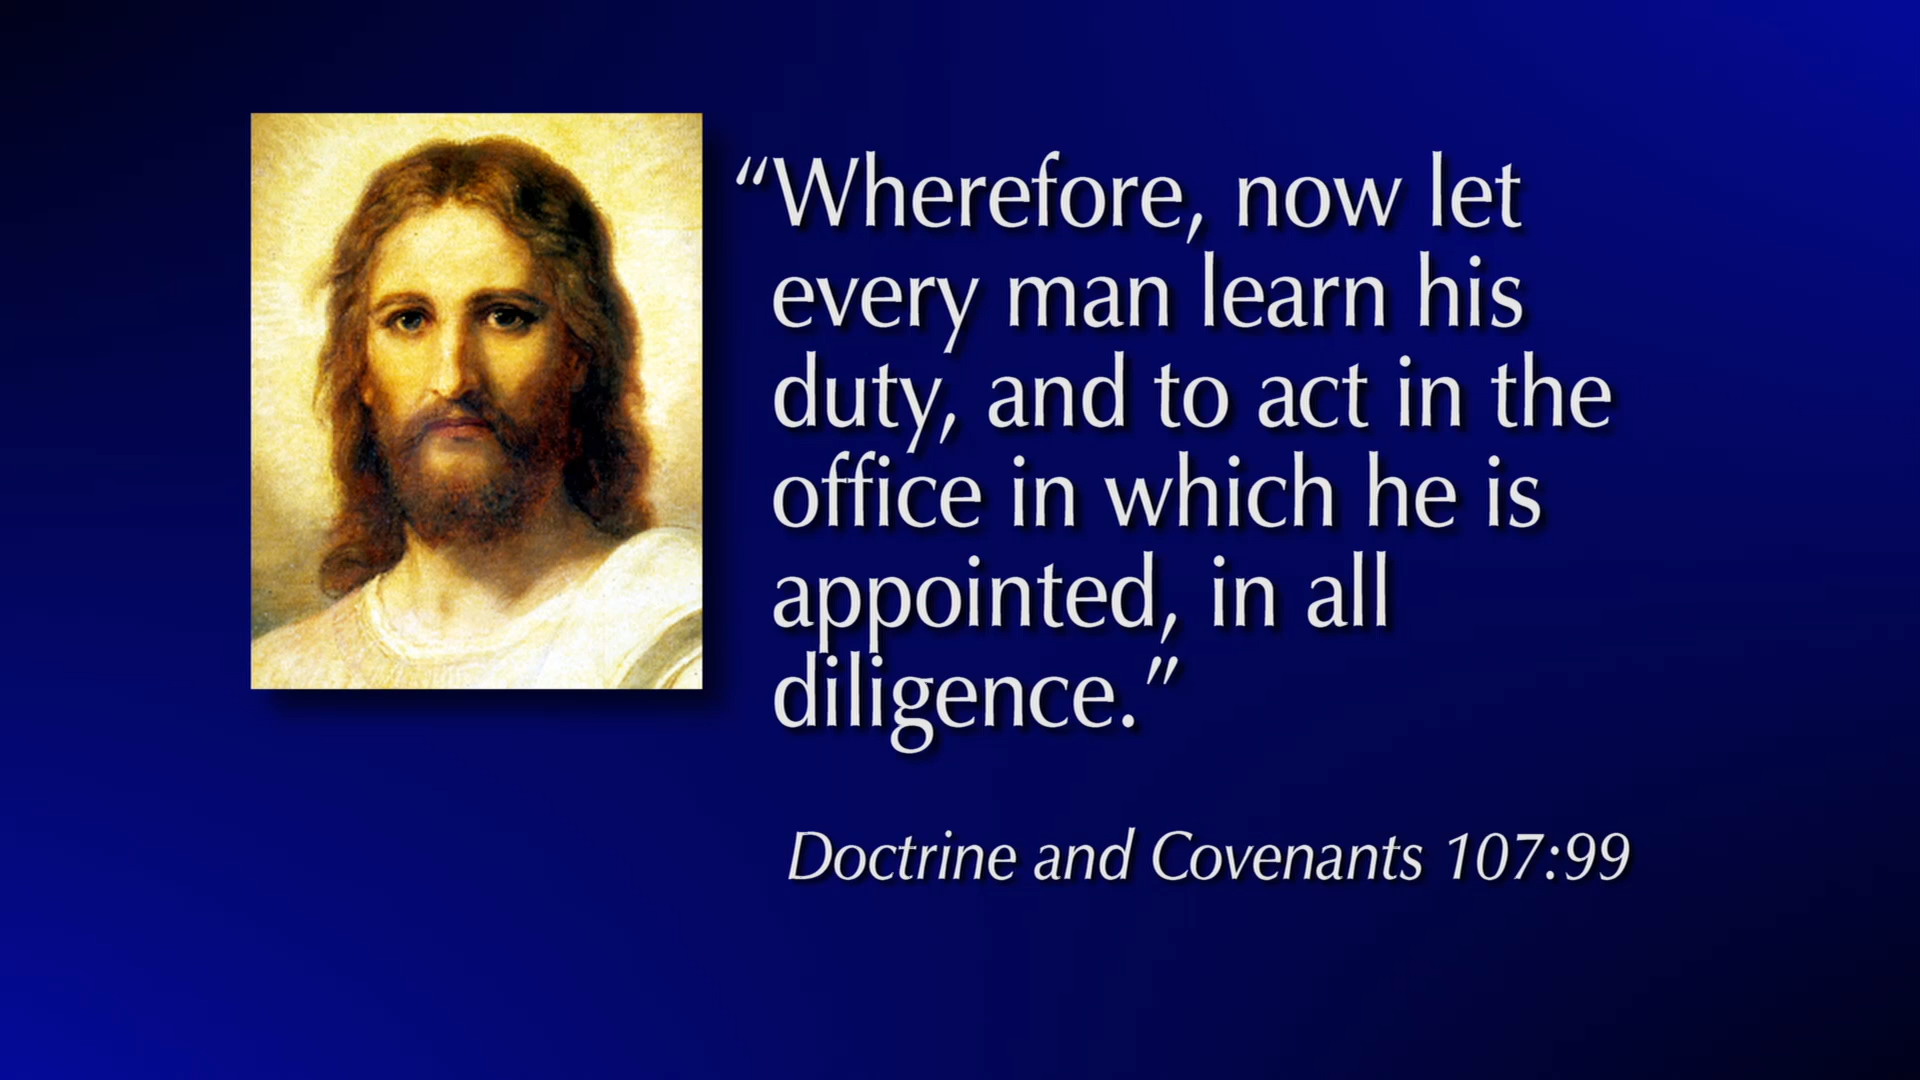 “Wherefore, now let
every man learn his
duty, and to act in the
office in which he is
appointed, in all
diligence.”
Doctrine and Covenants 107:99